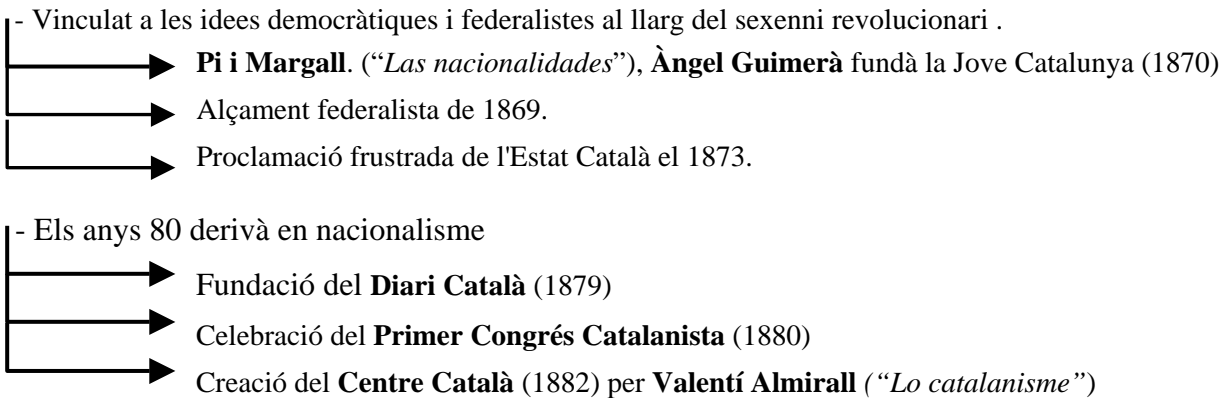 - Vinculat a les idees democràtiques i federalistes al llarg del sexenni revolucionari .
Pi i Margall. (“Las nacionalidades”), Àngel Guimerà fundà la Jove Catalunya (1870)
Alçament federalista de 1869.
Proclamació frustrada de l'Estat Català el 1873.
- Els anys 80 derivà en nacionalisme
Fundació del Diari Català (1879)
Celebració del Primer Congrés Catalanista (1880)
Creació del Centre Català (1882) per Valentí Almirall (“Lo catalanisme”)